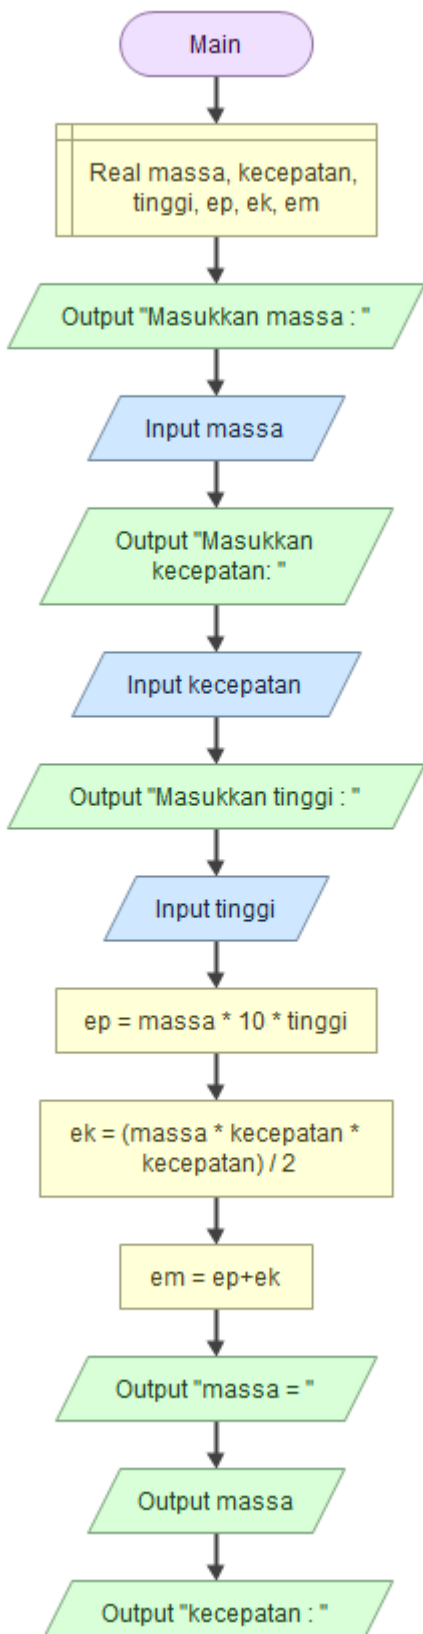 Main
Real massa, kecepatan,
tinggi, ep, ek, em
Output "Masukkan massa : "
Input massa
Output "Masukkan
kecepatan: "
Input kecepatan
Output "Masukkan tinggi : "
Input tinggi
ep = massa * 10 * tinggi
ek = (massa * kecepatan *
kecepatan) / 2
em = ep+ek
Output "massa = "
Output massa
Output "kecepatan : "